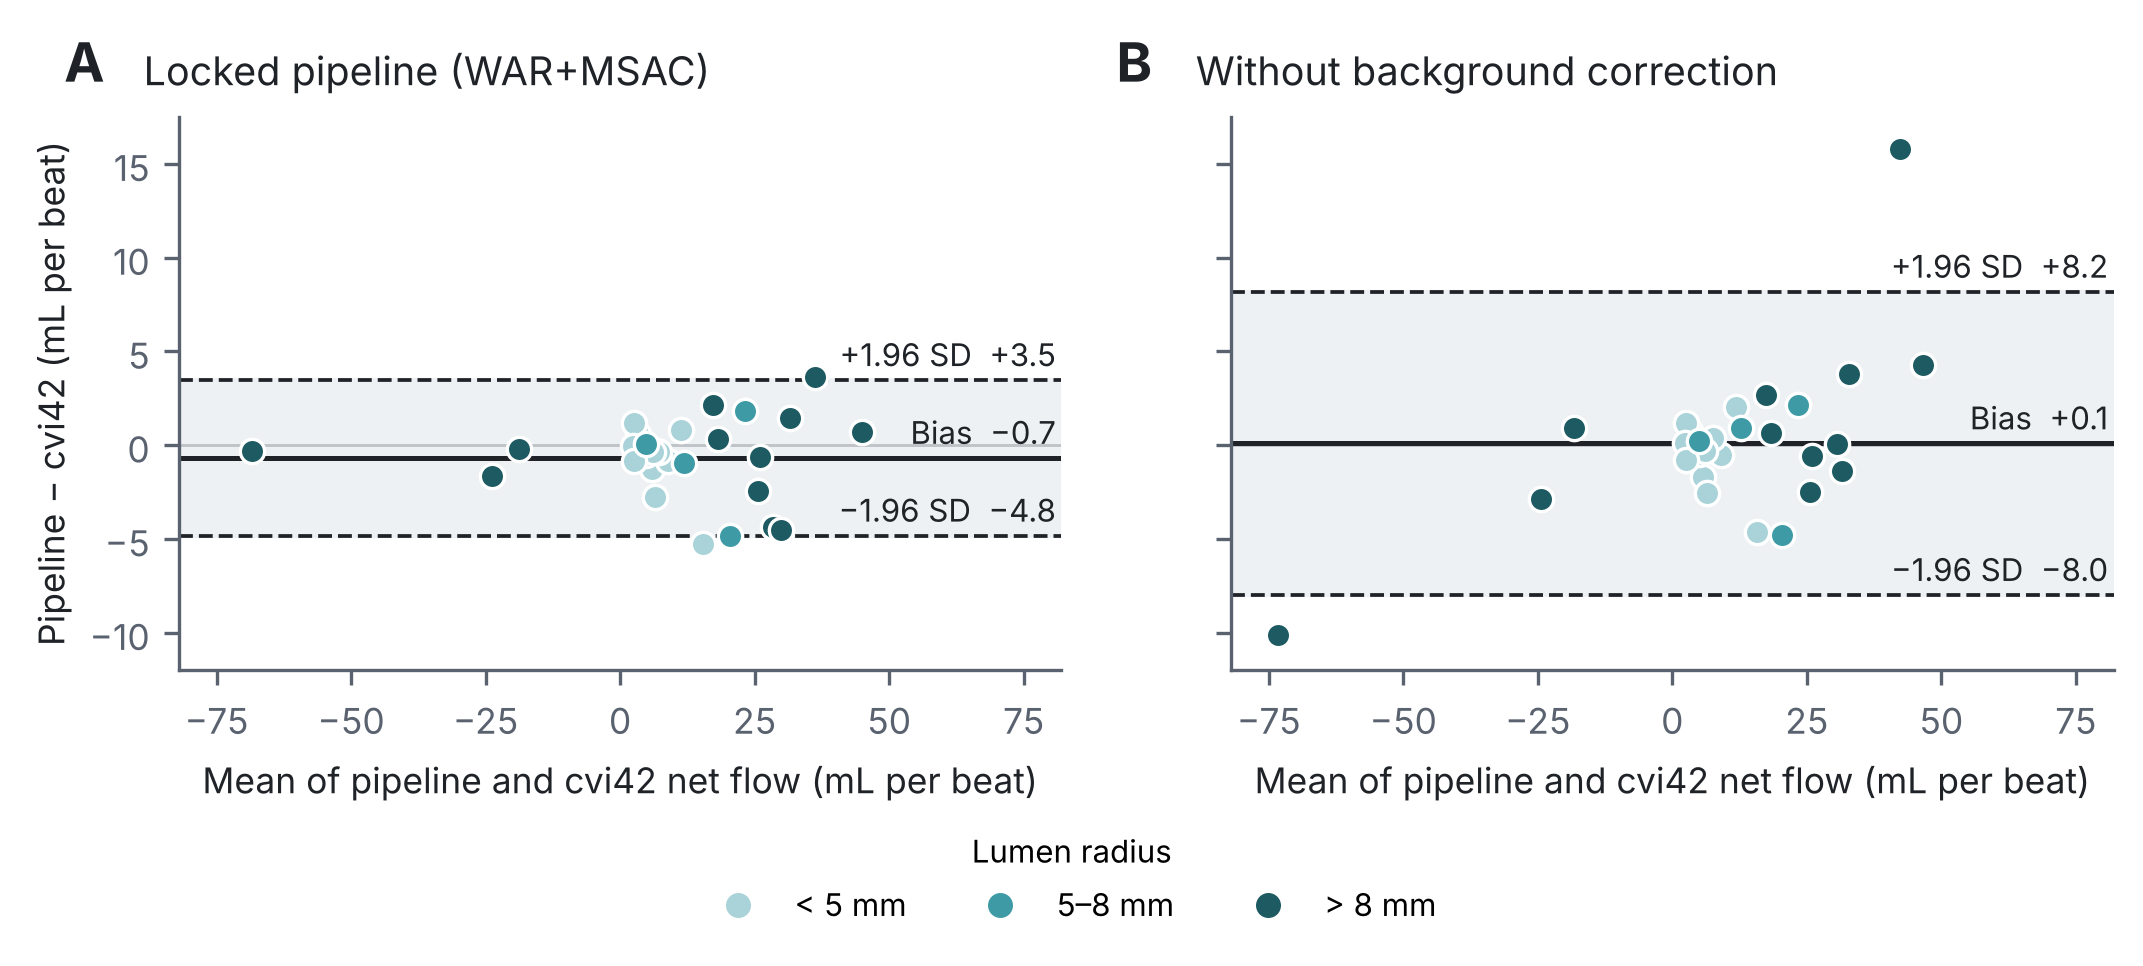 A Locked pipeline (WAR+MSAC)
Pipeline − cvi42 (mL per beat)
15
10
5
0
−5
−10
+1.96 SD +3.5
Bias −0.7
−1.96 SD −4.8
−75 −50 −25 0 25 50 75
Mean of pipeline and cvi42 net flow (mL per beat)
B Without background correction
+1.96 SD +8.2
Bias +0.1
−1.96 SD −8.0
−75 −50 −25 0 25 50 75
Mean of pipeline and cvi42 net flow (mL per beat)
Lumen radius
< 5 mm 5–8 mm > 8 mm